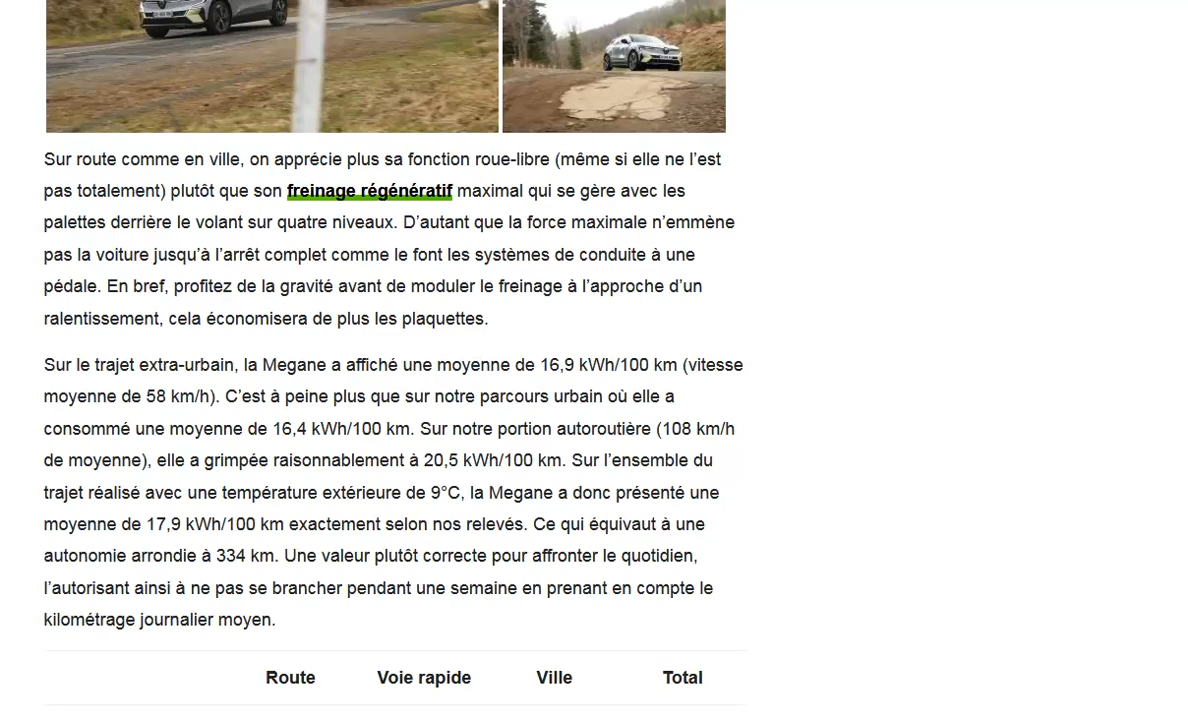 Sur route comme en ville, on apprécie plus sa fonction roue-libre (même si elle ne l’est
pas totalement) plutôt que son freinage régénératif maximal qui se gère avec les
palettes derrière le volant sur quatre niveaux. D’autant que la force maximale n’emmène
pas la voiture jusqu’à l’arrêt complet comme le font les systèmes de conduite à une
pédale. En bref, profitez de la gravité avant de moduler le freinage à l’approche d’un
ralentissement, cela économisera de plus les plaquettes.
Sur le trajet extra-urbain, la Megane a affiché une moyenne de 16,9 kWh/100 km (vitesse
moyenne de 58 km/h). C’est à peine plus que sur notre parcours urbain où elle a
consommé une moyenne de 16,4 kWh/100 km. Sur notre portion autoroutière (108 km/h
de moyenne), elle a grimpée raisonnablement à 20,5 kWh/100 km. Sur l’ensemble du
trajet réalisé avec une température extérieure de 9°C, la Megane a donc présenté une
moyenne de 17,9 kWh/100 km exactement selon nos relevés. Ce qui équivaut à une
autonomie arrondie à 334 km. Une valeur plutôt correcte pour affronter le quotidien,
l’autorisant ainsi à ne pas se brancher pendant une semaine en prenant en compte le
kilométrage journalier moyen.
Route Voie rapide Ville Total